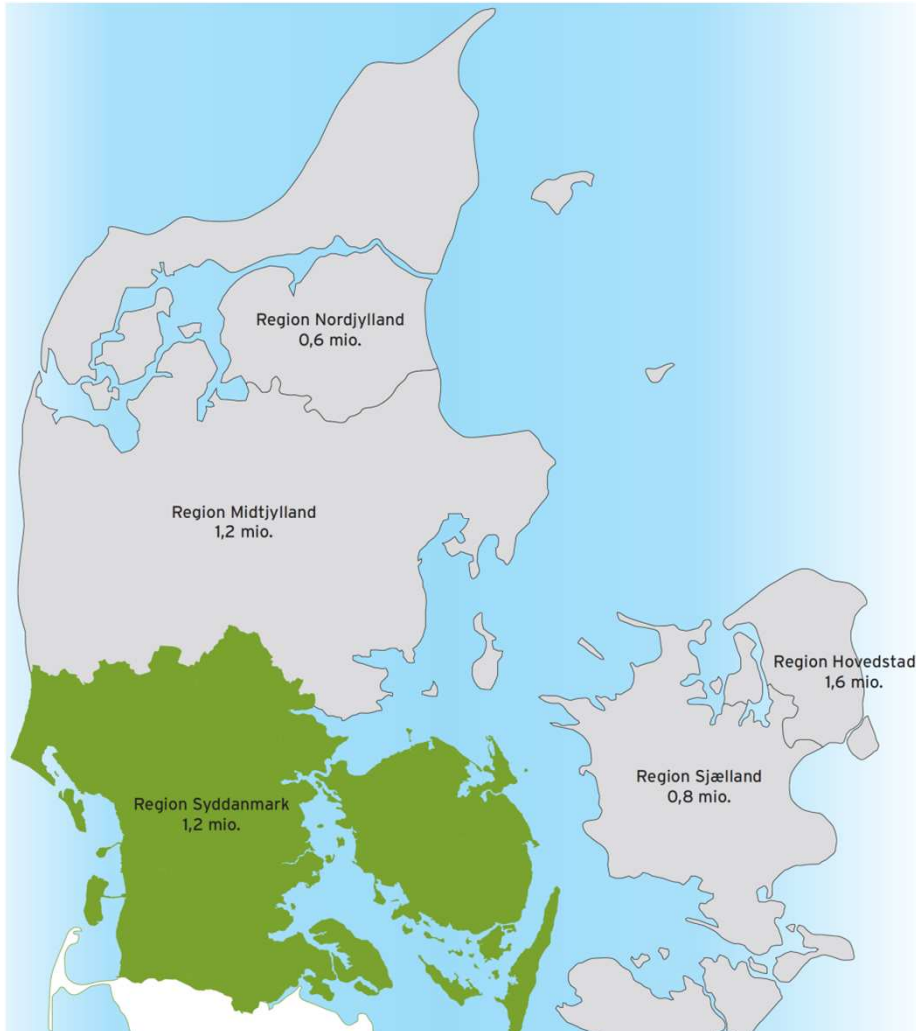 Region Nordjylland
0,6 mio.
Region Midtjylland
1,2 mio.
Region Hovedstad
1,6 mio.
Region Sjælland
0,8 mio.
Region Syddanmark
1,2 mio.